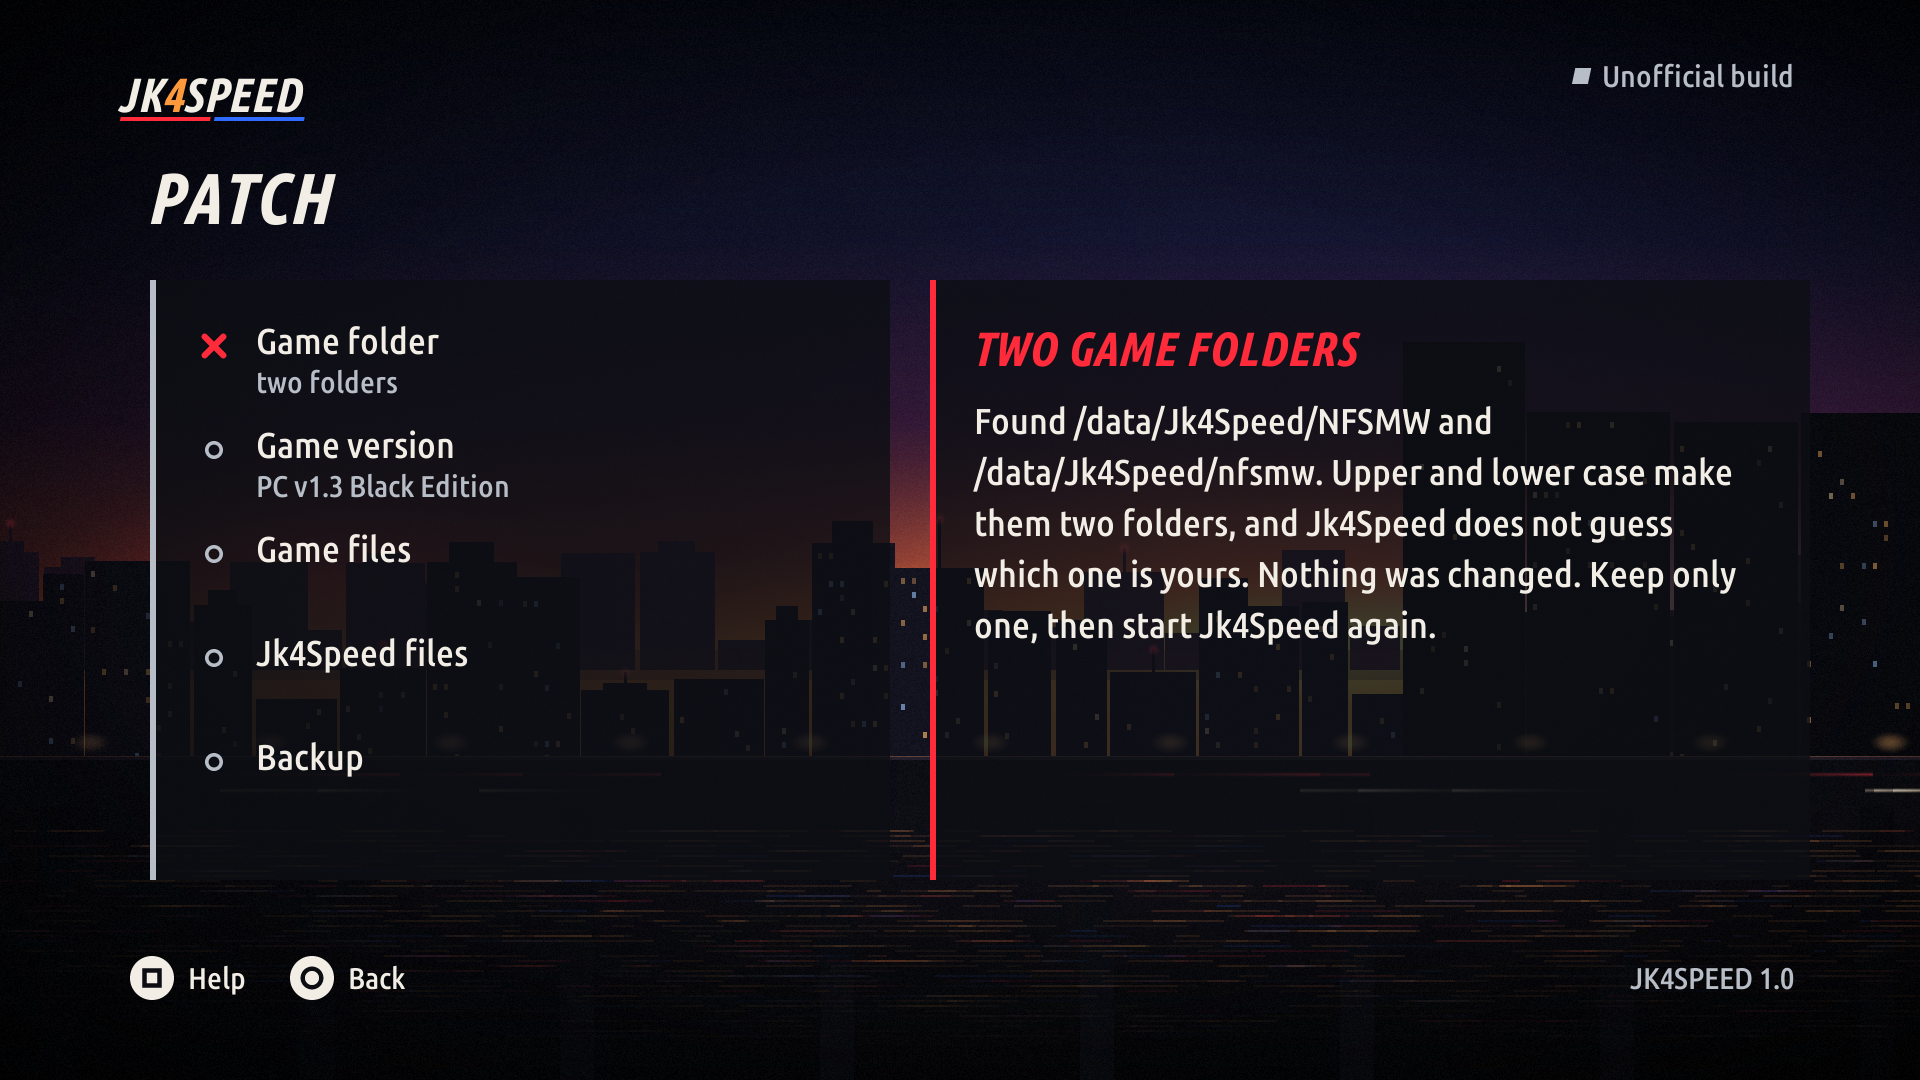 JK4SPEED
Unofficial build
PATCH
Game folder
two folders
Game version
PC v1.3 Black Edition
Game files
Jk4Speed files
Backup
TWO GAME FOLDERS
Found /data/Jk4Speed/NFSMW and
/data/Jk4Speed/nfsmw. Upper and lower case make
them two folders, and Jk4Speed does not guess
which one is yours. Nothing was changed. Keep only
one, then start Jk4Speed again.
Help
Back
JK4SPEED 1.0